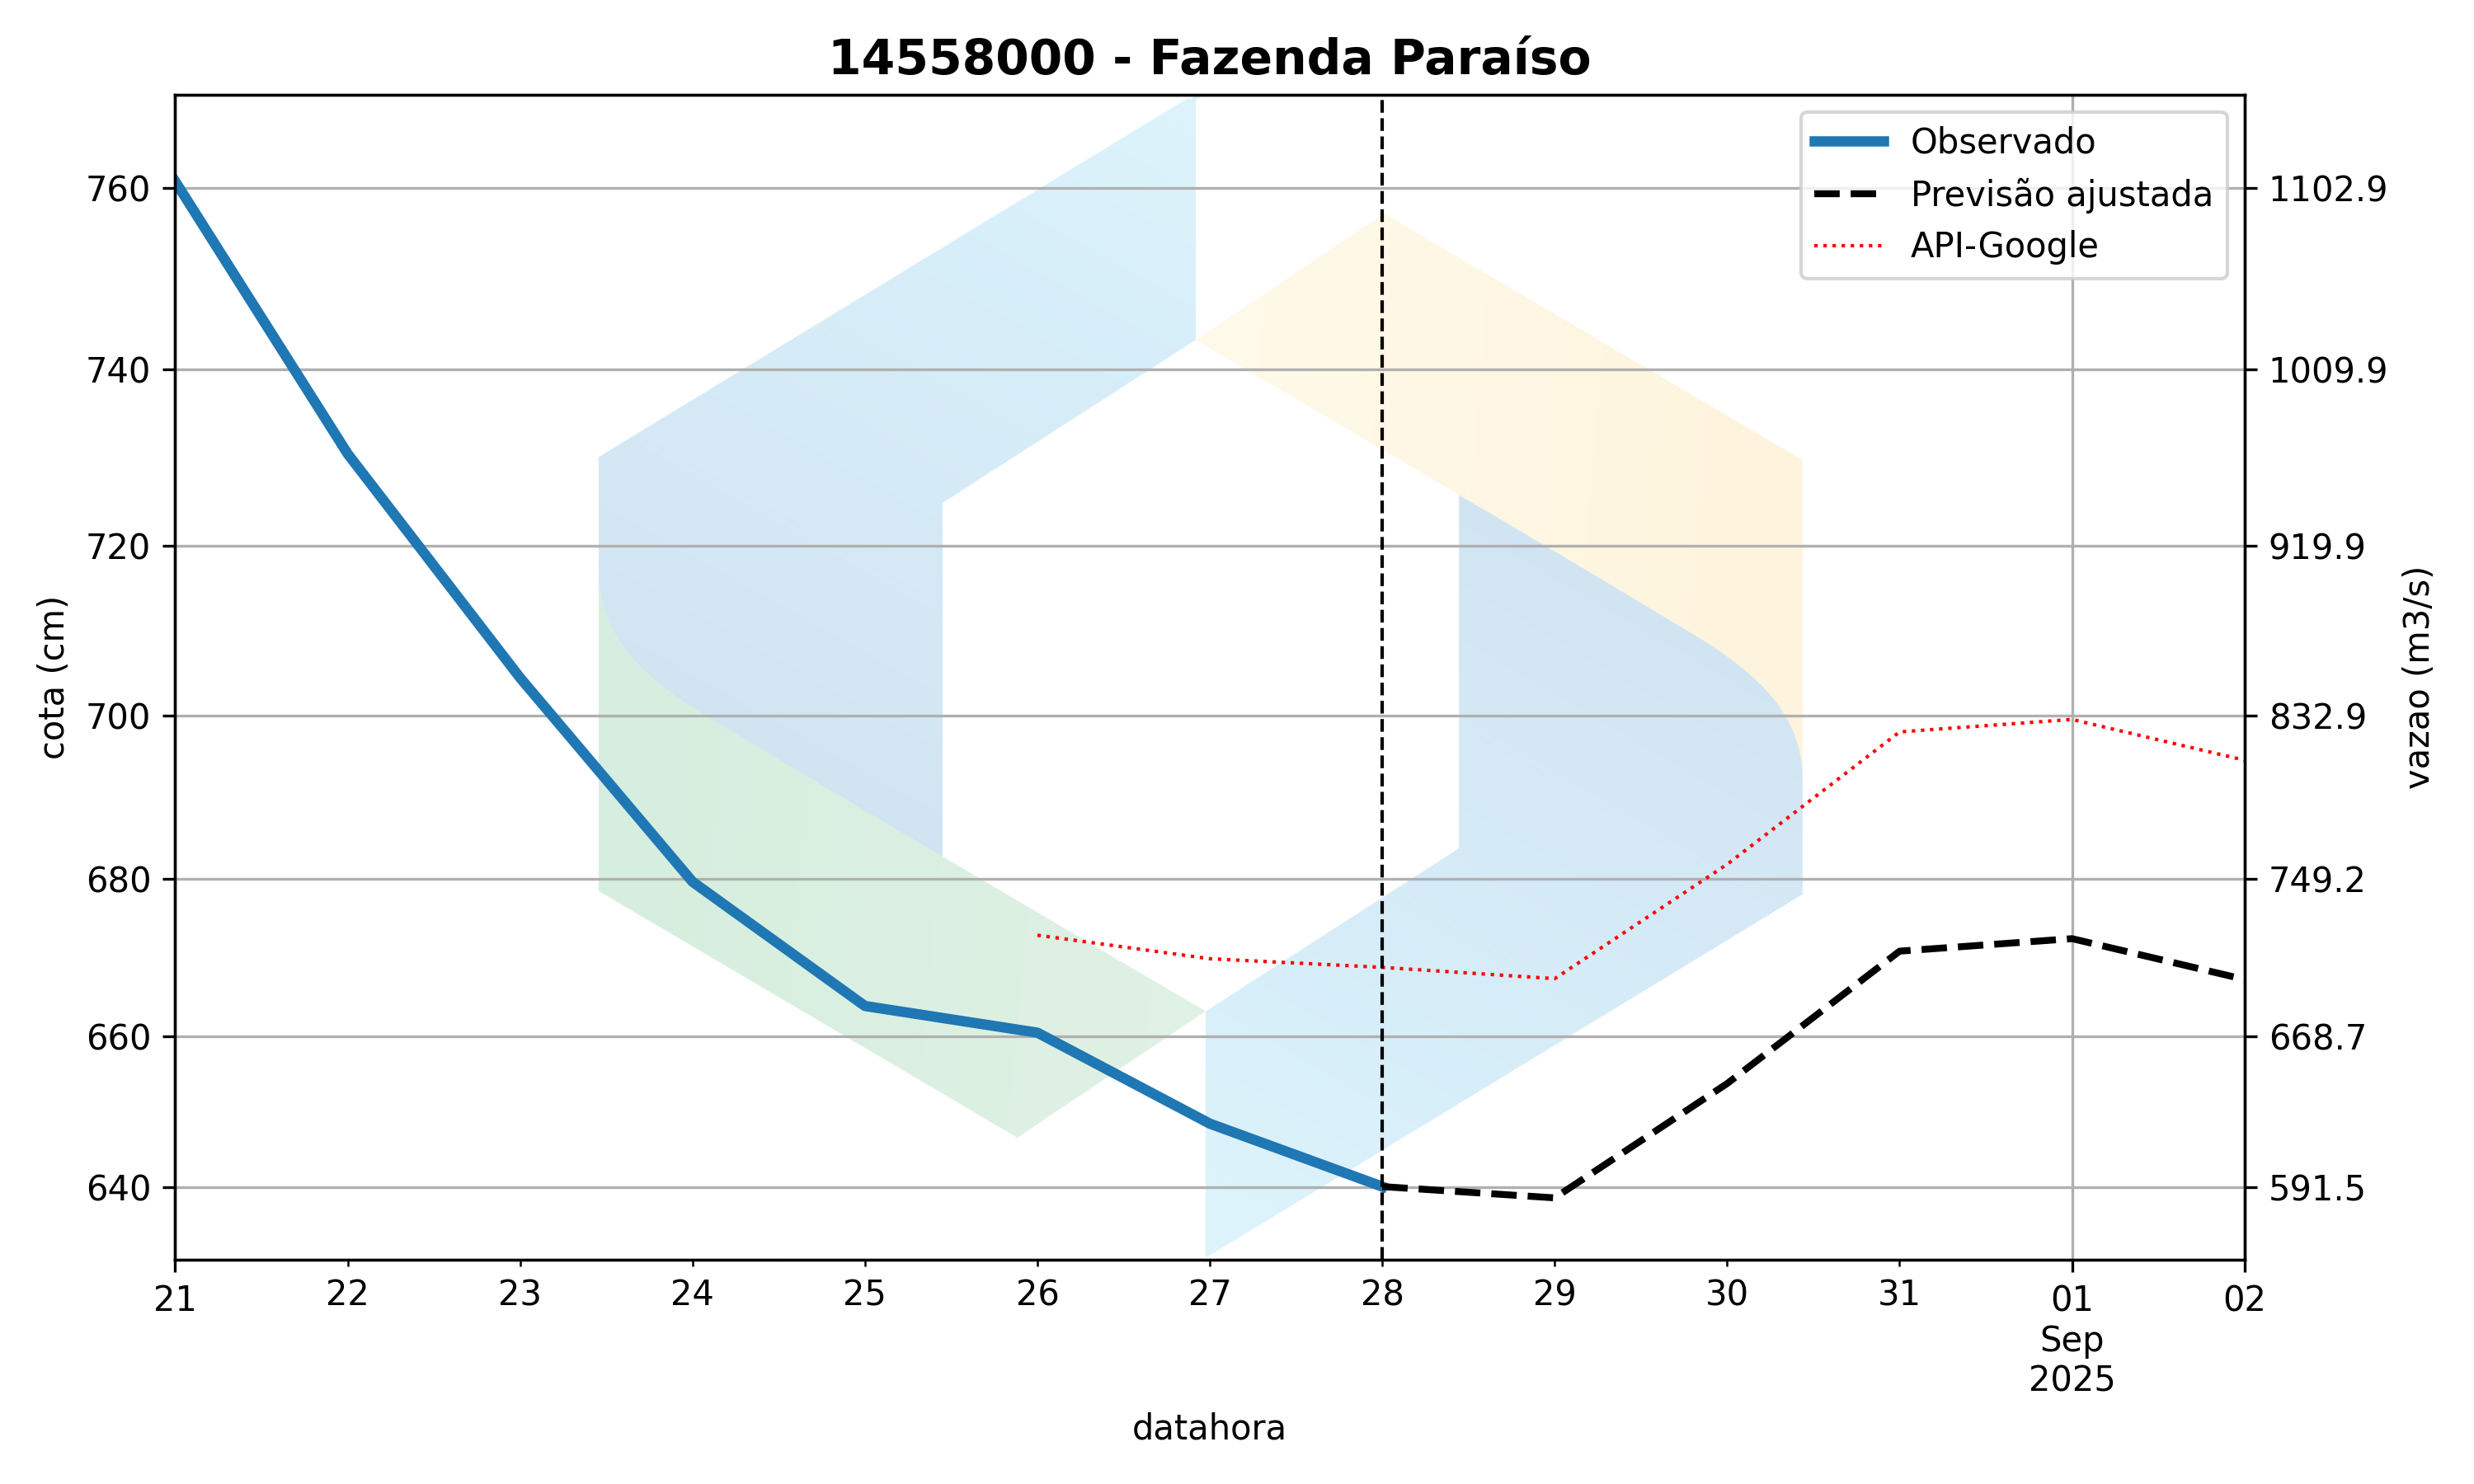 14558000 - Fazenda Paraíso
Observado
Previsão ajustada
API-Google
760
740
720
700
680
660
640
cota (cm)
1102.9
1009.9
919.9
832.9
749.2
668.7
591.5
vazao (m3/s)
21 22 23 24 25 26 27 28 29 30 31 01 02
Sep
2025
datahora